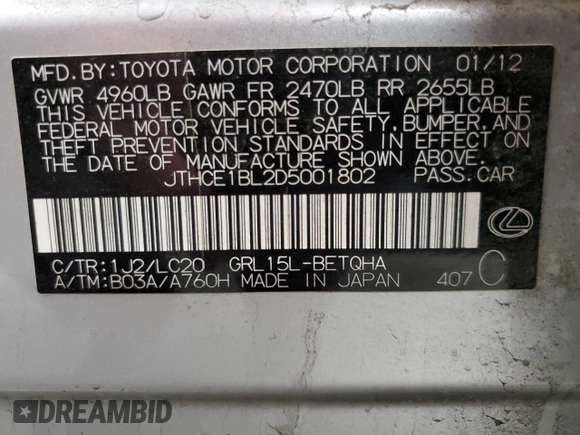 MFD.BY:TOYOTA MOTOR CORPORATION 01/12
GVWR 4960LB GAWR FR 2470LB RR 2655LB
THIS VEHICLE CONFORMS TO ALL APPLICABLE
FEDERAL MOTOR VEHICLE SAFETY,BUMPER,AND
THEFT PREVENTION STANDARDS IN EFFECT ON
THE DATE OF MANUFACTURE SHOWN ABOVE.
JTHCE1BL2D5001802 PASS.CAR
C/TR:1J2/LC20 GRL15L-BETQHA
A/TM:B03A/A760H MADE IN JAPAN 407 C
DREAMBID